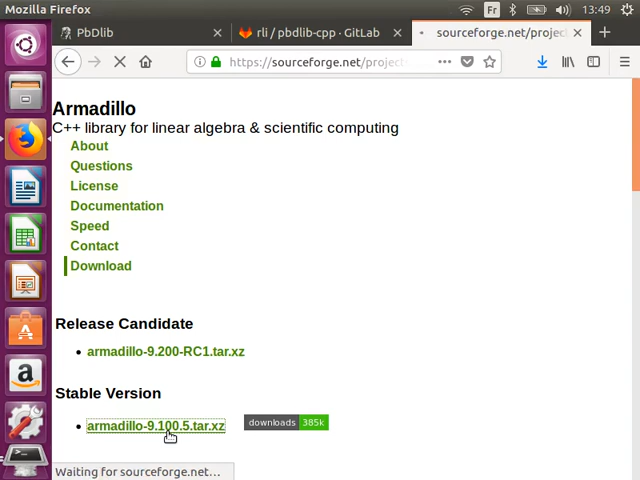 Mozilla Firefox
Fr
13:49
PbDlib
rli / pbdlib-cpp · GitLab
sourceforge.net/projec
https://sourceforge.net/project
Armadillo
C++ library for linear algebra & scientific computing
About
Questions
License
Documentation
Speed
Contact
Download
Release Candidate
armadillo-9.200-RC1.tar.xz
Stable Version
armadillo-9.100.5.tar.xz
downloads 385k
Waiting for sourceforge.net…